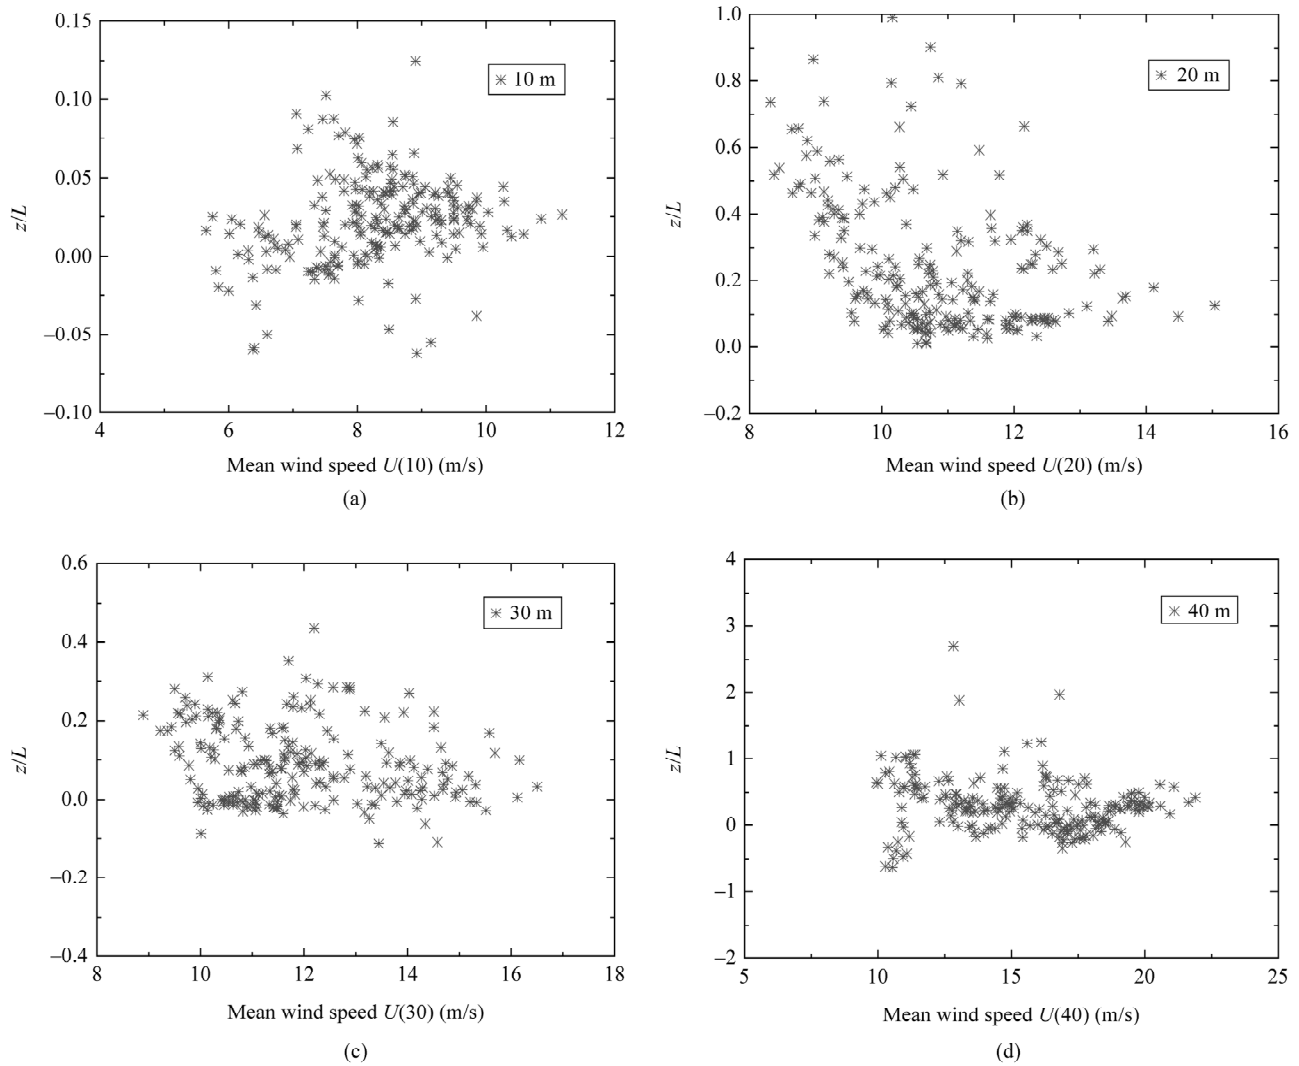 0.15
0.10
0.05
0.00
−0.05
−0.10
z/L
10 m
4
6
8
10
12
Mean wind speed U(10) (m/s)
(a)
1.0
0.8
0.6
0.4
0.2
0.0
−0.2
z/L
20 m
8
10
12
14
16
Mean wind speed U(20) (m/s)
(b)
0.6
0.4
0.2
0.0
−0.2
−0.4
z/L
30 m
8
10
12
14
16
18
Mean wind speed U(30) (m/s)
(c)
4
3
2
1
0
−1
−2
z/L
40 m
5
10
15
20
25
Mean wind speed U(40) (m/s)
(d)